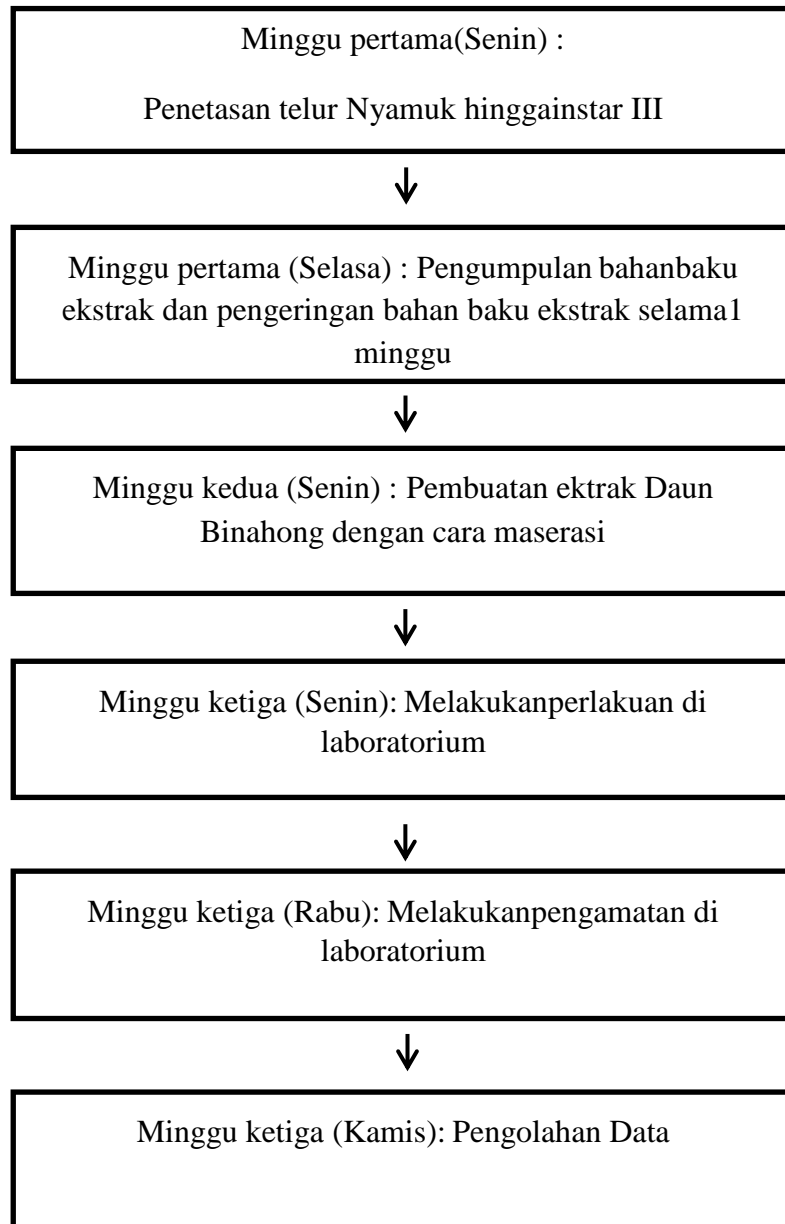 Minggu pertama(Senin) :
Penetasan telur Nyamuk hinggainstar III
Minggu pertama (Selasa) : Pengumpulan bahanbaku
ekstrak dan pengeringan bahan baku ekstrak selama1
minggu
Minggu kedua (Senin) : Pembuatan ektrak Daun
Binahong dengan cara maserasi
Minggu ketiga (Senin): Melakukanperlakuan di
laboratorium
Minggu ketiga (Rabu): Melakukanpengamatan di
laboratorium
Minggu ketiga (Kamis): Pengolahan Data